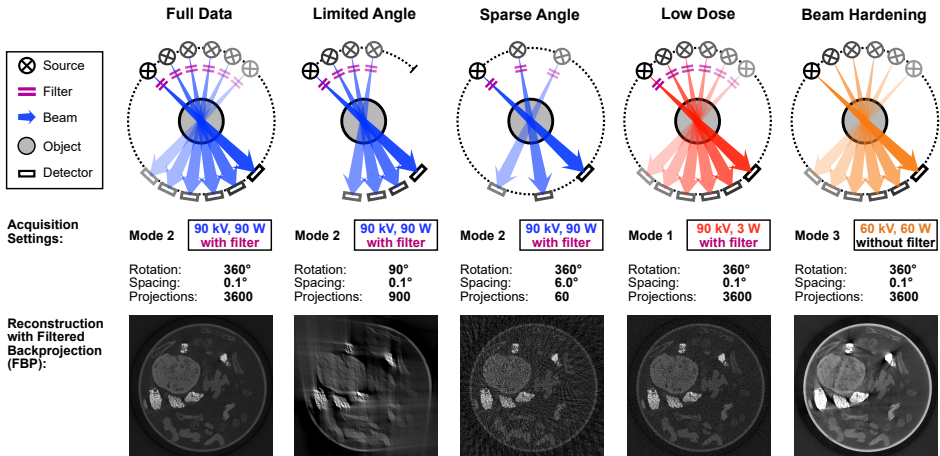 Full Data
Limited Angle
Sparse Angle
Low Dose
Beam Hardening
Source
Filter
Beam
Object
Detector
Acquisition
Settings:
Mode 2
90 kV, 90 W
with filter
Mode 2
90 kV, 90 W
with filter
Mode 2
90 kV, 90 W
with filter
Mode 1
90 kV, 3 W
with filter
Mode 3
60 kV, 60 W
without filter
Rotation: 360°
Spacing: 0.1°
Projections: 3600
Rotation: 90°
Spacing: 0.1°
Projections: 900
Rotation: 360°
Spacing: 6.0°
Projections: 60
Rotation: 360°
Spacing: 0.1°
Projections: 3600
Rotation: 360°
Spacing: 0.1°
Projections: 3600
Reconstruction
with Filtered
Backprojection
(FBP):